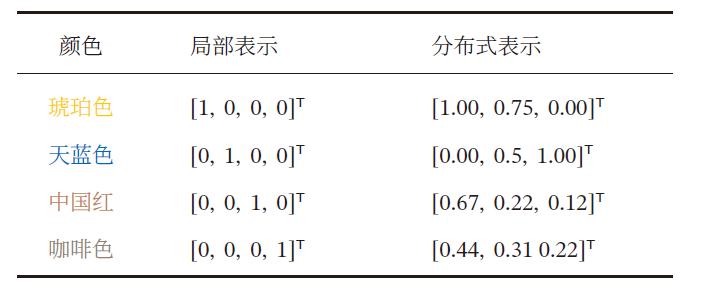 颜色 局部表示 分布式表示
琥珀色 [1, 0, 0, 0]ᵀ [1.00, 0.75, 0.00]ᵀ
天蓝色 [0, 1, 0, 0]ᵀ [0.00, 0.5, 1.00]ᵀ
中国红 [0, 0, 1, 0]ᵀ [0.67, 0.22, 0.12]ᵀ
咖啡色 [0, 0, 0, 1]ᵀ [0.44, 0.31 0.22]ᵀ